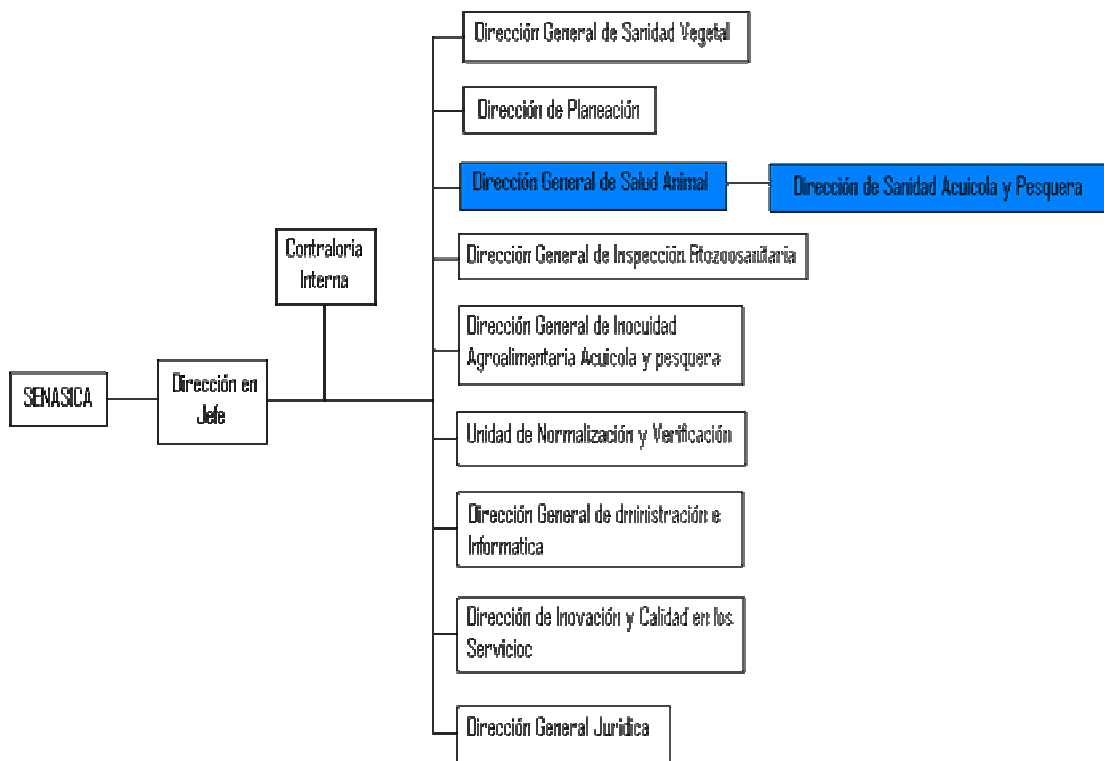 Dirección General de Sanidad Vegetal
Dirección de Planeación
Dirección General de Salud Animal
Dirección de Sanidad Acuicola y Pesquera
Contraloria
Interna
Dirección General de Inspección Fitozoosanitaria
Dirección General de Inocuidad
Agroalimentaria Acuicola y pesquera
SENASICA
Dirección en
Jefe
Unidad de Normalización y Verificación
Dirección General de dministración e
Informatica
Dirección de Inovación y Calidad en los
Servicioc
Dirección General Juridica